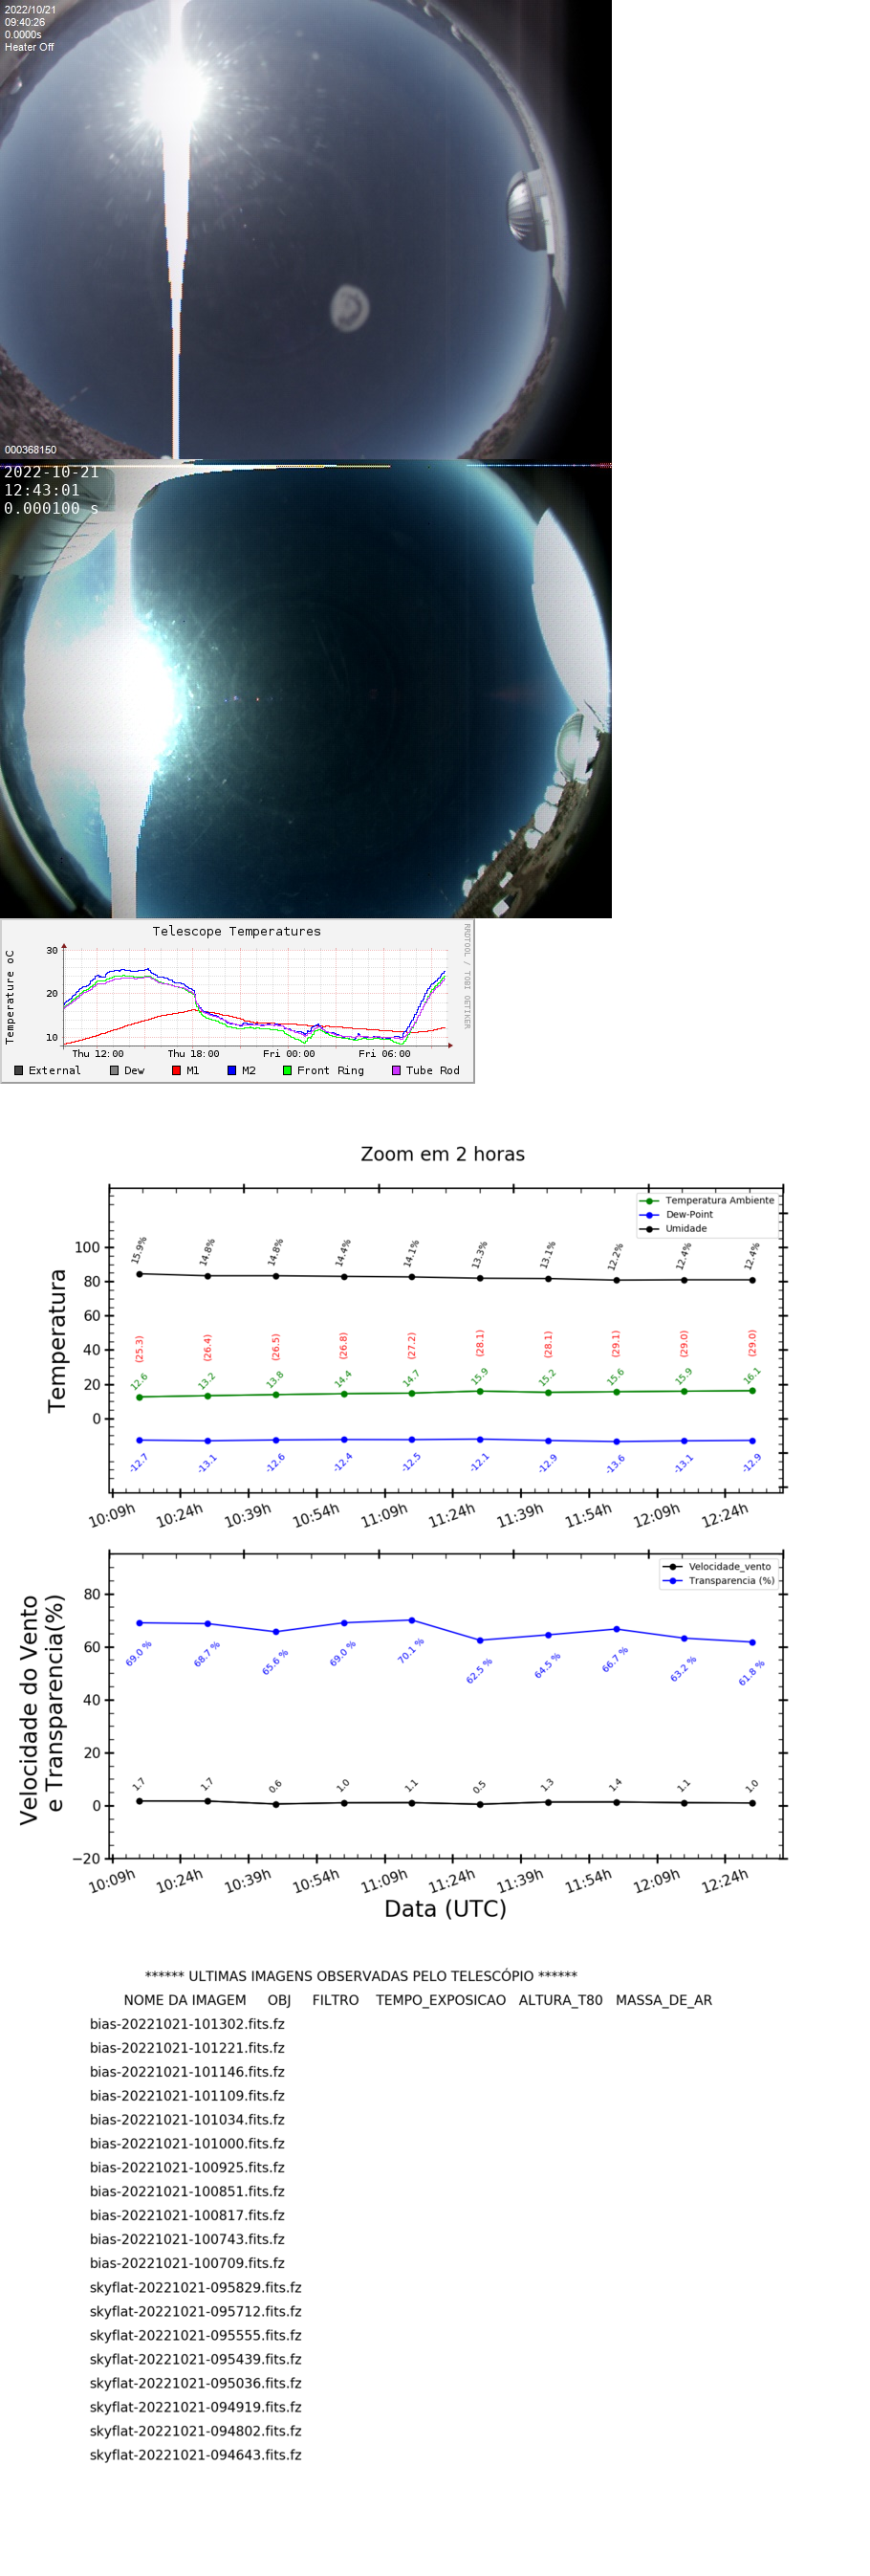 2022/10/21
09:40:26
0.0000s
Heater Off
000368150
2022-10-21
12:43:01
0.000100 s
Telescope Temperatures
RRDTOOL / TOBI OETIKER
Temperature oC
30
20
10
Thu 12:00 Thu 18:00 Fri 00:00 Fri 06:00
External Dew M1 M2 Front Ring Tube Rod
Zoom em 2 horas
Temperatura Ambiente
Dew-Point
Umidade
Temperatura
100
80
60
40
20
0
15.9% 14.8% 14.8% 14.4% 14.1% 13.3% 13.1% 12.2% 12.4% 12.4%
(25.3) (26.4) (26.5) (26.8) (27.2) (28.1) (28.1) (29.1) (29.0) (29.0)
12.6 13.2 13.8 14.4 14.7 15.9 15.2 15.6 15.9 16.1
-12.7 -13.1 -12.6 -12.4 -12.5 -12.1 -12.9 -13.6 -13.1 -12.9
10:09h 10:24h 10:39h 10:54h 11:09h 11:24h 11:39h 11:54h 12:09h 12:24h
Velocidade_vento
Transparencia (%)
Velocidade do Vento
e Transparencia(%)
80
60
40
20
0
−20
69.0 % 68.7 % 65.6 % 69.0 % 70.1 % 62.5 % 64.5 % 66.7 % 63.2 % 61.8 %
1.7 1.7 0.6 1.0 1.1 0.5 1.3 1.4 1.1 1.0
10:09h 10:24h 10:39h 10:54h 11:09h 11:24h 11:39h 11:54h 12:09h 12:24h
Data (UTC)
****** ULTIMAS IMAGENS OBSERVADAS PELO TELESCÓPIO ******
NOME DA IMAGEM OBJ FILTRO TEMPO_EXPOSICAO ALTURA_T80 MASSA_DE_AR
bias-20221021-101302.fits.fz
bias-20221021-101221.fits.fz
bias-20221021-101146.fits.fz
bias-20221021-101109.fits.fz
bias-20221021-101034.fits.fz
bias-20221021-101000.fits.fz
bias-20221021-100925.fits.fz
bias-20221021-100851.fits.fz
bias-20221021-100817.fits.fz
bias-20221021-100743.fits.fz
bias-20221021-100709.fits.fz
skyflat-20221021-095829.fits.fz
skyflat-20221021-095712.fits.fz
skyflat-20221021-095555.fits.fz
skyflat-20221021-095439.fits.fz
skyflat-20221021-095036.fits.fz
skyflat-20221021-094919.fits.fz
skyflat-20221021-094802.fits.fz
skyflat-20221021-094643.fits.fz